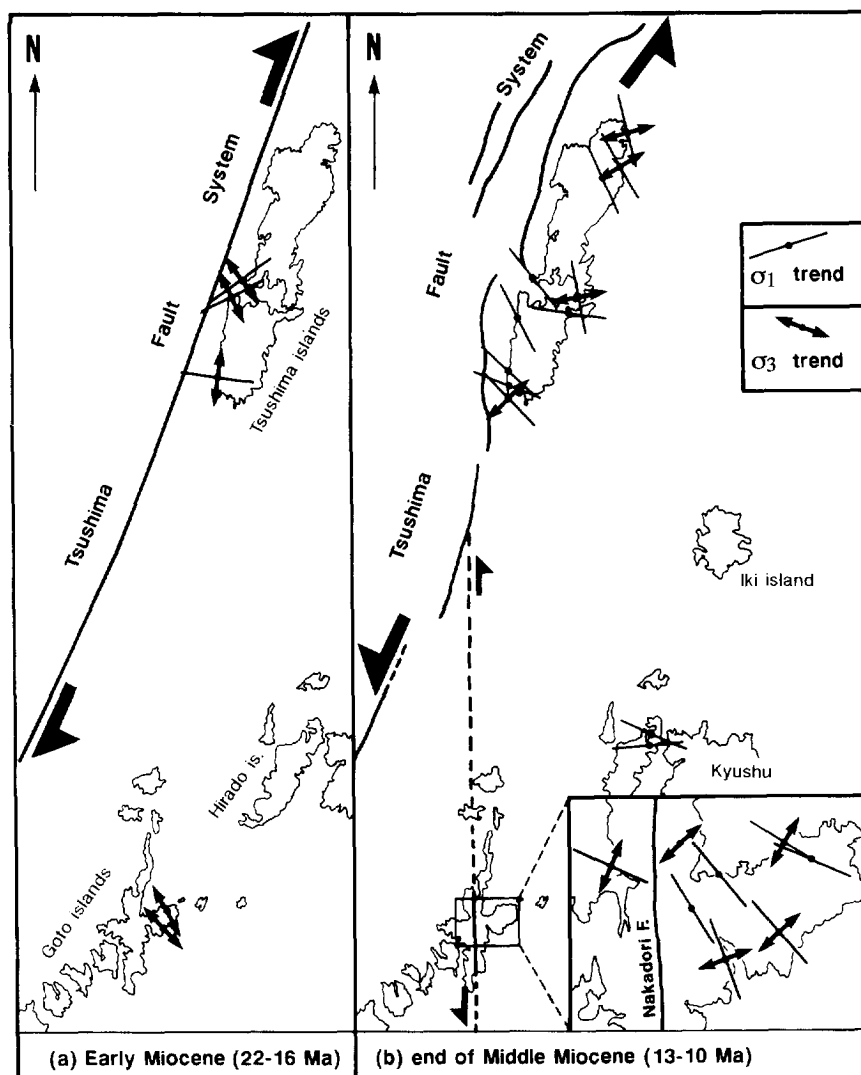 N
System
Fault
Tsushima islands
Tsushima
Hirado is.
Goto islands
(a) Early Miocene (22-16 Ma)
N
System
Fault
σ1 trend
σ3 trend
Tsushima
Iki island
Kyushu
Nakadori F.
(b) end of Middle Miocene (13-10 Ma)